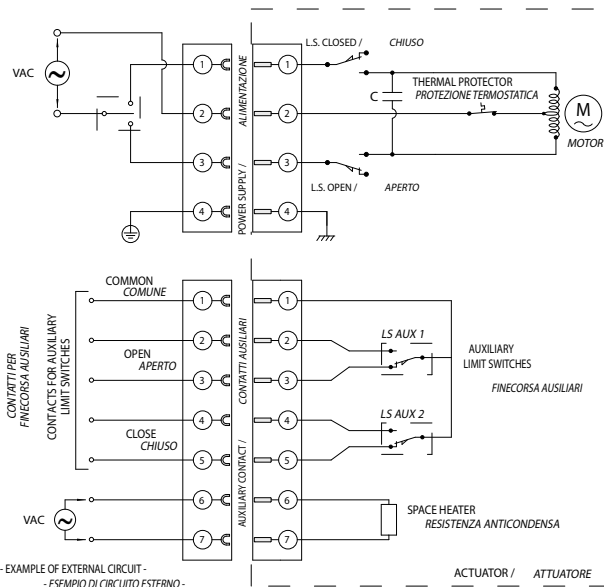 L.S. CLOSED / CHIUSO
VAC
1
2
3
4
POWER SUPPLY / ALIMENTAZIONE
1
2
3
4
C
THERMAL PROTECTOR
PROTEZIONE TERMOSTATICA
M
MOTOR
L.S. OPEN / APERTO
CONTATTI PER
FINECORSA AUSILIARI
CONTACTS FOR AUXILIARY
LIMIT SWITCHES
COMMON
COMUNE
OPEN
APERTO
CLOSE
CHIUSO
VAC
1
2
3
4
5
6
7
AUXILIARY CONTACT / CONTATTI AUSILIARI
1
2
3
4
5
6
7
LS AUX 1
LS AUX 2
AUXILIARY
LIMIT SWITCHES
FINECORSA AUSILIARI
SPACE HEATER
RESISTENZA ANTICONDENSA
- EXAMPLE OF EXTERNAL CIRCUIT -
- ESEMPIO DI CIRCUITO ESTERNO -
ACTUATOR / ATTUATORE